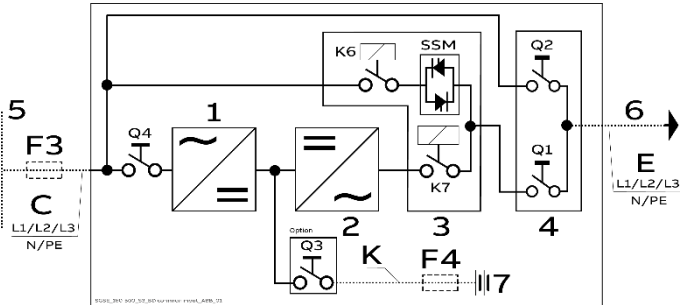 K6
SSM
Q2
5
F3
Q4
1
6
C
L1/L2/L3
N/PE
K7
Q1
E
L1/L2/L3
N/PE
2
3
4
Option
Q3
K
F4
7